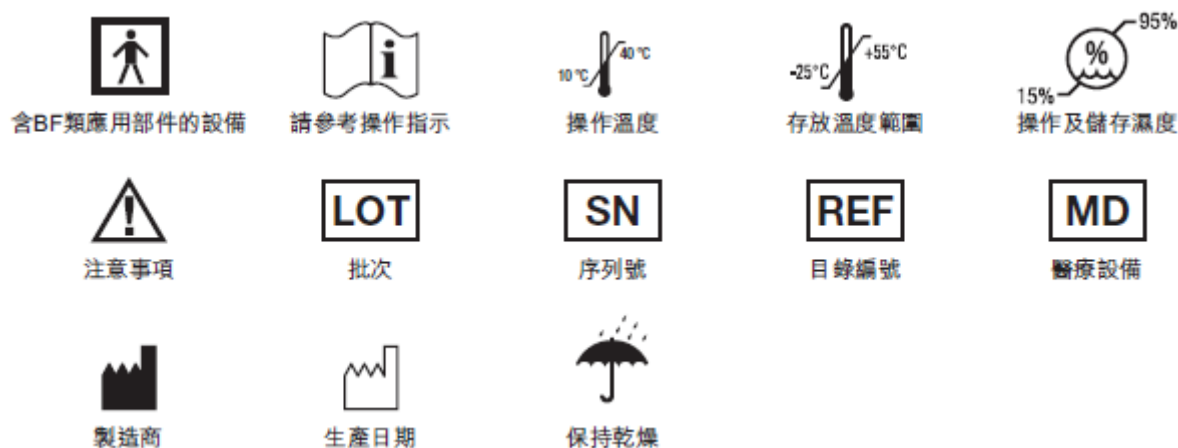 95%
40 °C
+55°C
%
i
10 °C
-25°C
15%
含BF類應用部件的設備 請參考操作指示 操作溫度 存放溫度範圍 操作及儲存濕度
! LOT SN REF MD
注意事項 批次 序列號 目錄編號 醫療設備
製造商 生產日期 保持乾燥